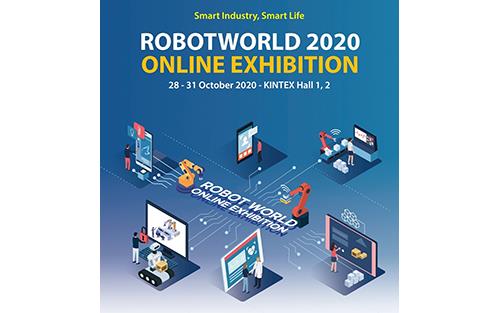 Smart Industry, Smart Life
ROBOTWORLD 2020
ONLINE EXHIBITION
28 - 31 October 2020 - KINTEX Hall 1, 2
ROBOT WORLD
ONLINE EXHIBITION